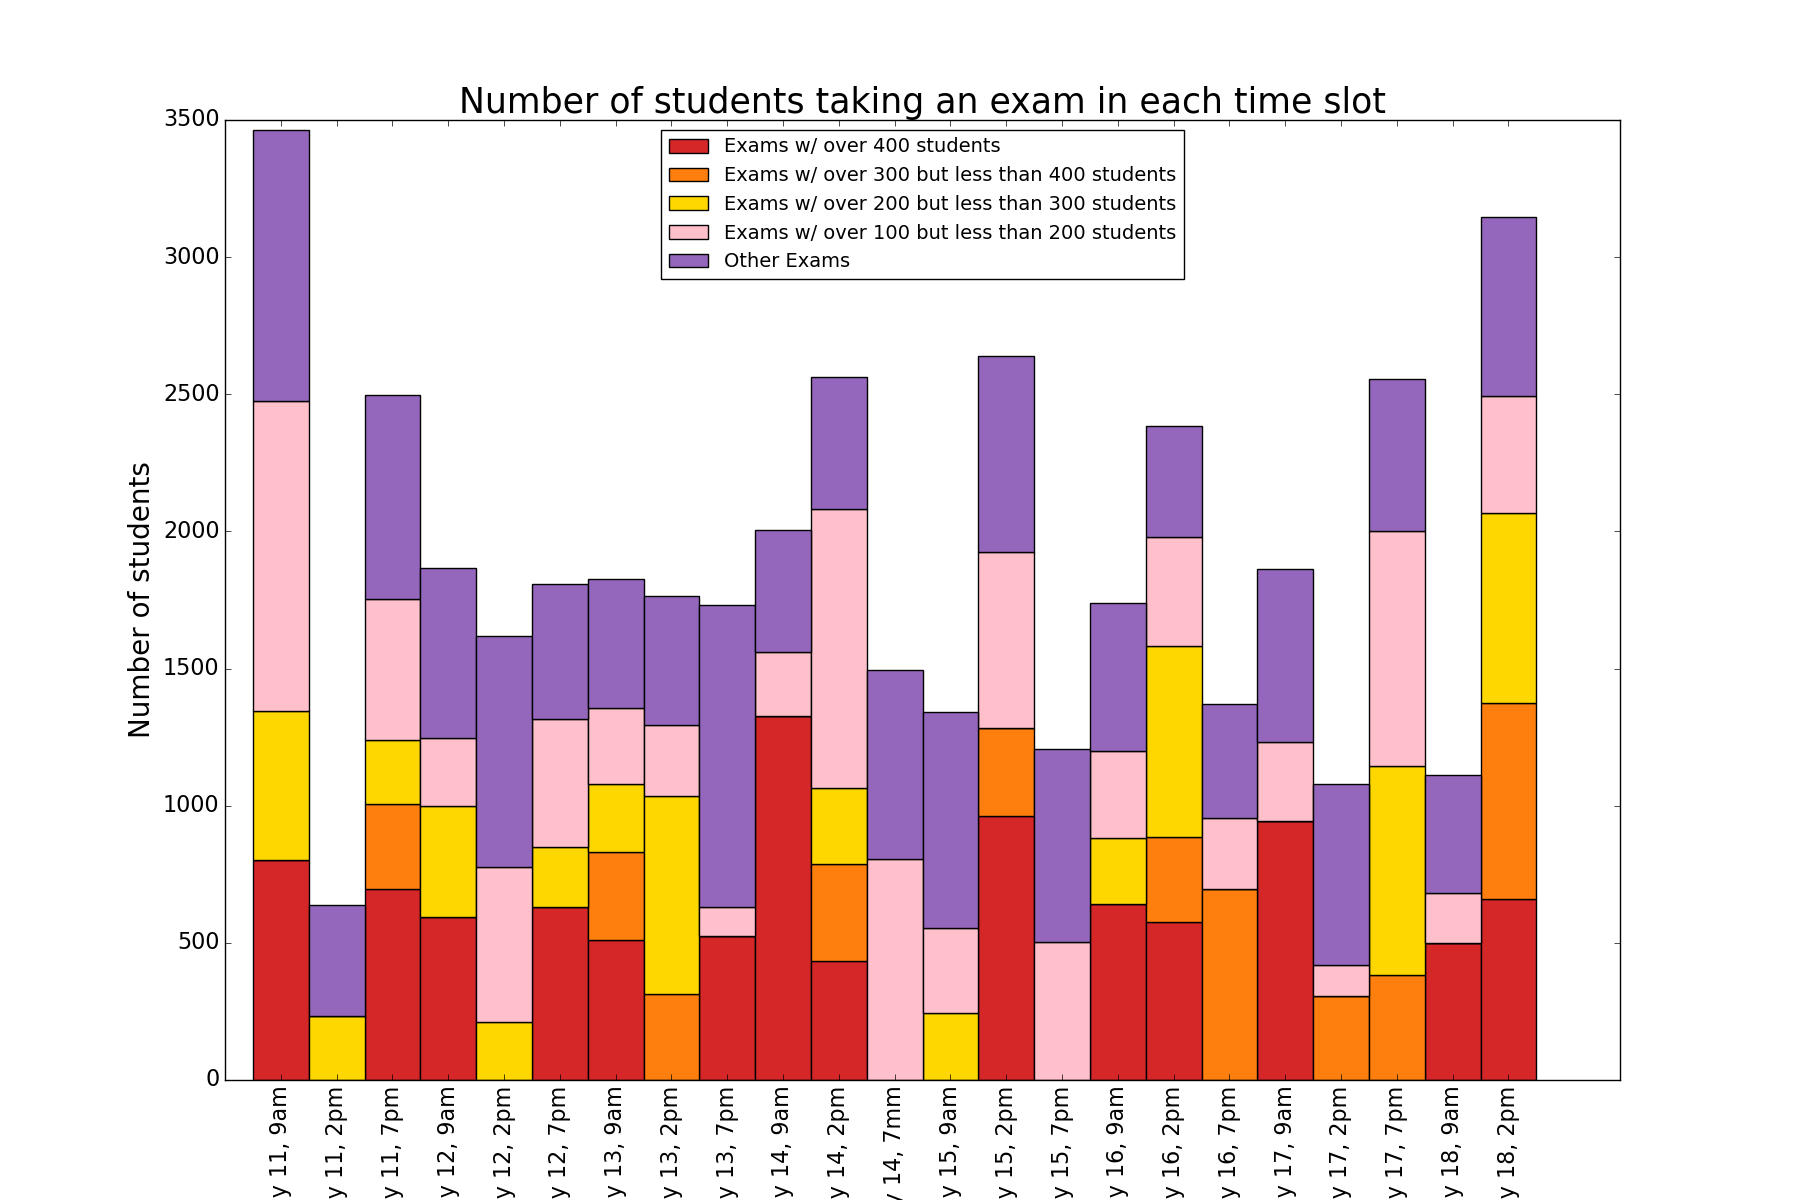 Number of students taking an exam in each time slot
Exams w/ over 400 students
Exams w/ over 300 but less than 400 students
Exams w/ over 200 but less than 300 students
Exams w/ over 100 but less than 200 students
Other Exams
Number of students
3500
3000
2500
2000
1500
1000
500
0
y 11, 9am
y 11, 2pm
y 11, 7pm
y 12, 9am
y 12, 2pm
y 12, 7pm
y 13, 9am
y 13, 2pm
y 13, 7pm
y 14, 9am
y 14, 2pm
y 14, 7mm
y 15, 9am
y 15, 2pm
y 15, 7pm
y 16, 9am
y 16, 2pm
y 16, 7pm
y 17, 9am
y 17, 2pm
y 17, 7pm
y 18, 9am
y 18, 2pm